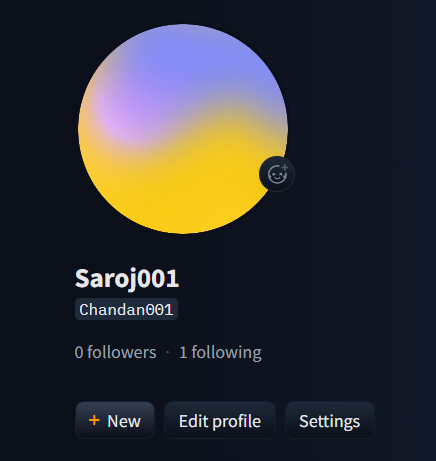 Saroj001
Chandan001
0 followers · 1 following
+ New Edit profile Settings